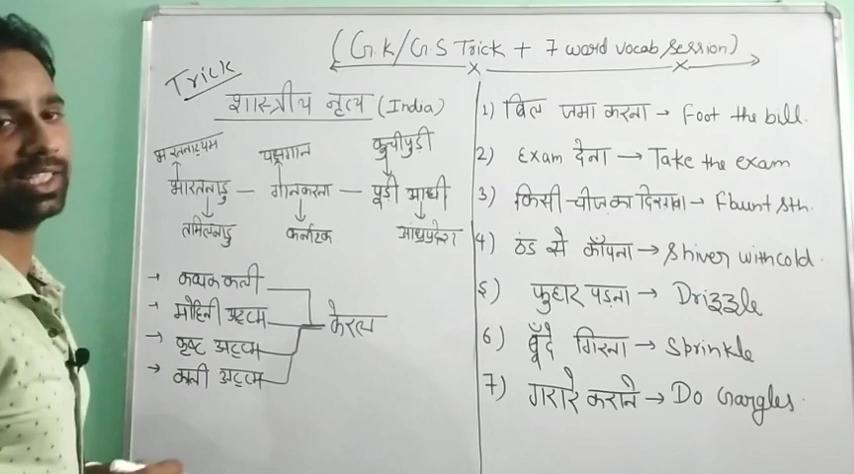 (G.K/G.S Trick + 7 word vocab session)
Trick
शास्त्रीय नृत्य (India)
भरतनाट्यम यक्षगान कुचीपुड़ी
भारतनाडु — गानकरना — पूड़ी आंधी
तमिलनाडु कर्नाटक आंध्रप्रदेश
→ कथककली
→ मोहिनी अट्टम
→ कृष्ट अट्टम
→ कली अट्टम
केरल
1) बिल जमा करना → Foot the bill.
2) Exam देना → Take the exam
3) किसी चीज का दिखावा → Flaunt sth.
4) ठंड से काँपना → Shiver with cold.
5) फुहार पड़ना → Drizzle
6) बूँदे गिरना → Sprinkle
7) गरारे कराने → Do Gargles.